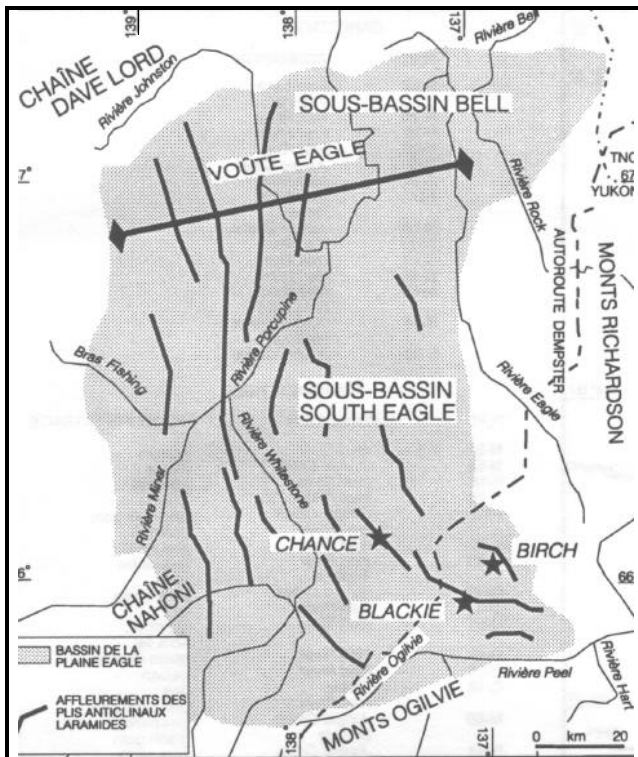 139
138
137
CHAÎNE
DAVE LORD
Rivière Johnston
Rivière Bell
SOUS-BASSIN BELL
VOÛTE EAGLE
7°
TNO
67
YUKON
Rivière Rock
AUTOROUTE DEMPSTER
MONTS RICHARDSON
Rivière Porcupine
Bras Fishing
SOUS-BASSIN
SOUTH EAGLE
Rivière Eagle
Rivière Miner
Rivière Whitestone
CHANCE
BIRCH
6°
66
CHAÎNE
NAHONI
BLACKIE
BASSIN DE LA
PLAINE EAGLE
Rivière Ogilvie
Rivière Peel
Rivière Hart
AFFLEUREMENTS DES
PLIS ANTICLINAUX
LARAMIDES
MONTS OGILVIE
138
137
0 km 20